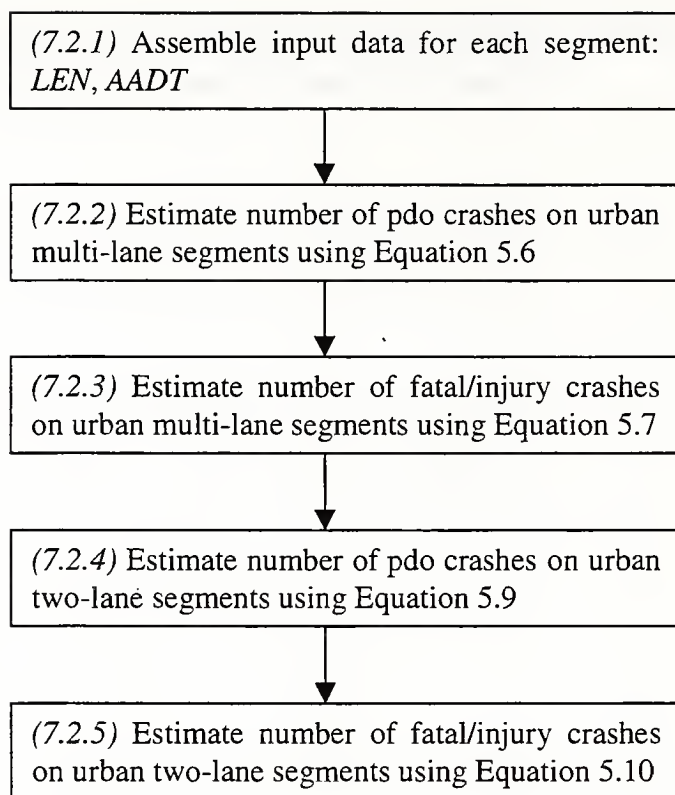 (7.2.1) Assemble input data for each segment:
LEN, AADT
(7.2.2) Estimate number of pdo crashes on urban
multi-lane segments using Equation 5.6
(7.2.3) Estimate number of fatal/injury crashes
on urban multi-lane segments using Equation 5.7
(7.2.4) Estimate number of pdo crashes on urban
two-lane segments using Equation 5.9
(7.2.5) Estimate number of fatal/injury crashes
on urban two-lane segments using Equation 5.10